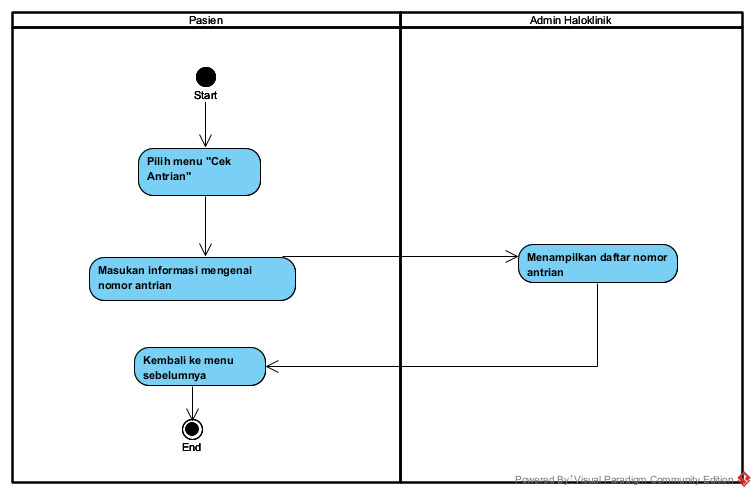 Pasien
Admin Haloklinik
Start
Pilih menu "Cek
Antrian"
Masukan informasi mengenai
nomor antrian
Menampilkan daftar nomor
antrian
Kembali ke menu
sebelumnya
End
Powered By Visual Paradigm Community Edition